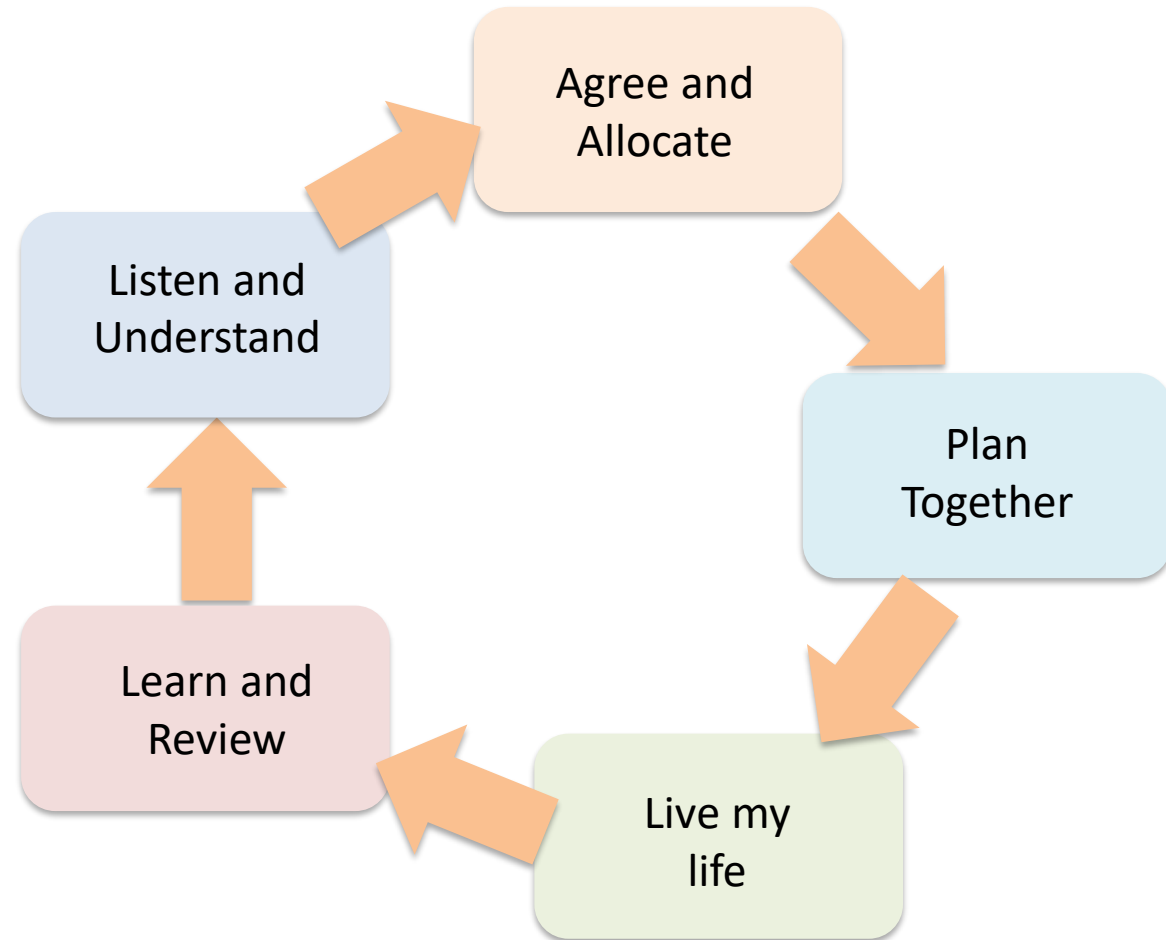 Agree and
Allocate
Listen and
Understand
Plan
Together
Learn and
Review
Live my
life